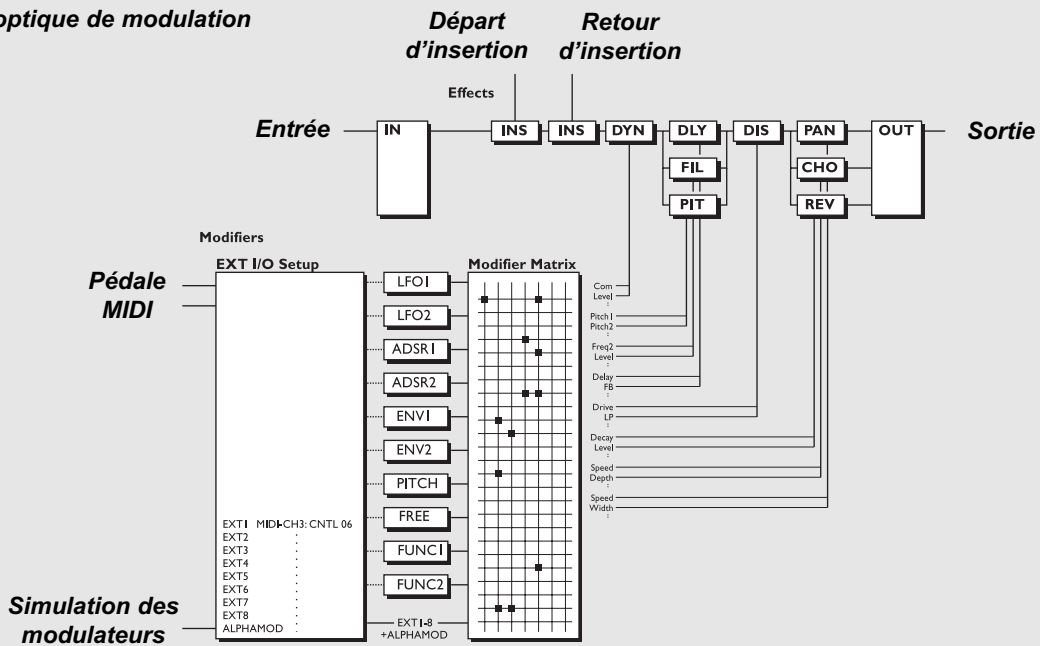 optique de modulation
Départ
d'insertion
Retour
d'insertion
Effects
Entrée
IN
INS
INS
DYN
DLY
DIS
PAN
OUT
Sortie
FIL
CHO
PIT
REV
Modifiers
EXT I/O Setup
Modifier Matrix
Pédale
MIDI
LFO1
LFO2
ADSR1
ADSR2
ENV1
ENV2
PITCH
FREE
FUNC1
FUNC2
EXT1-8
+ALPHAMOD
Com
Level
:
Pitch1
Pitch2
:
Freq2
Level
:
Delay
FB
:
Drive
LP
:
Decay
Level
:
Speed
Depth
:
Speed
Width
:
EXT1 MIDI-CH3: CNTL 06
EXT2 :
EXT3 :
EXT4 :
EXT5 :
EXT6 :
EXT7 :
EXT8 :
ALPHAMOD :
Simulation des
modulateurs